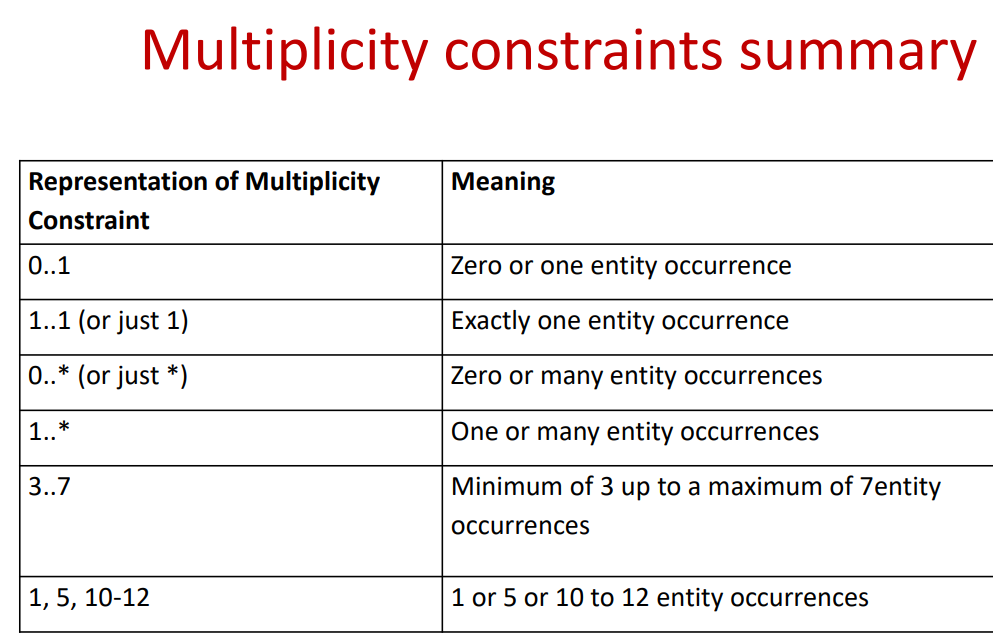 Multiplicity constraints summary
Representation of Multiplicity
Constraint
Meaning
0..1
Zero or one entity occurrence
1..1 (or just 1)
Exactly one entity occurrence
0..* (or just *)
Zero or many entity occurrences
1..*
One or many entity occurrences
3..7
Minimum of 3 up to a maximum of 7entity
occurrences
1, 5, 10-12
1 or 5 or 10 to 12 entity occurrences